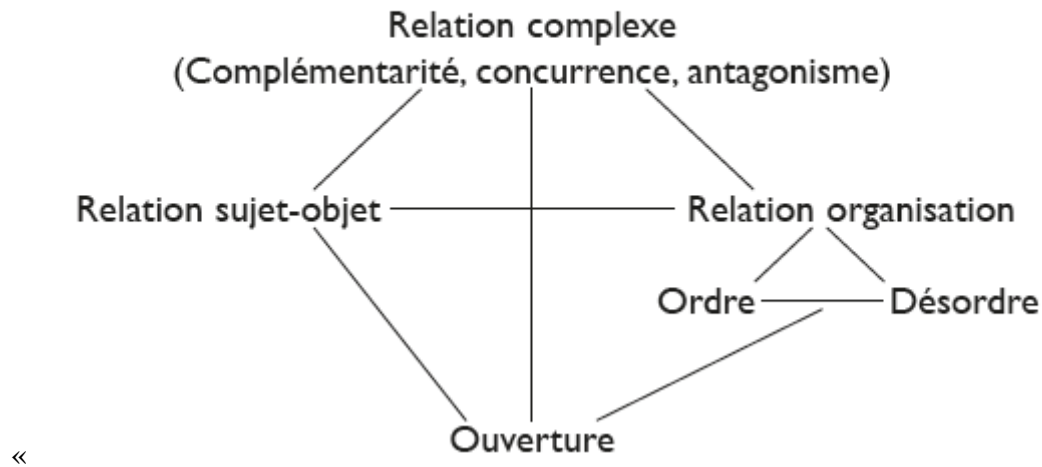 Relation complexe
(Complémentarité, concurrence, antagonisme)
Relation sujet-objet Relation organisation
Ordre Désordre
Ouverture
«